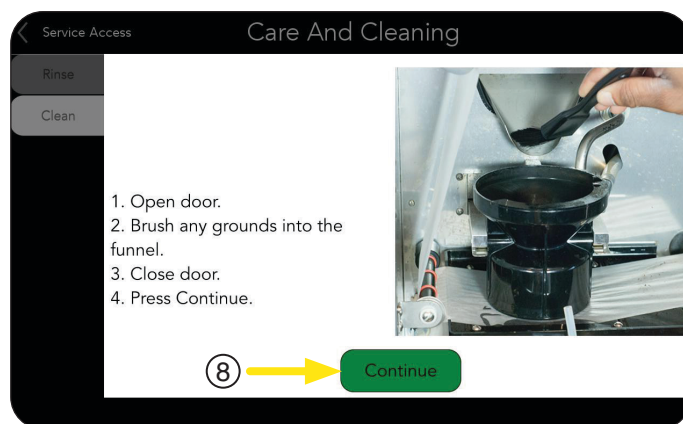 Service Access
Care And Cleaning
Rinse
Clean
1. Open door.
2. Brush any grounds into the
funnel.
3. Close door.
4. Press Continue.
8
Continue